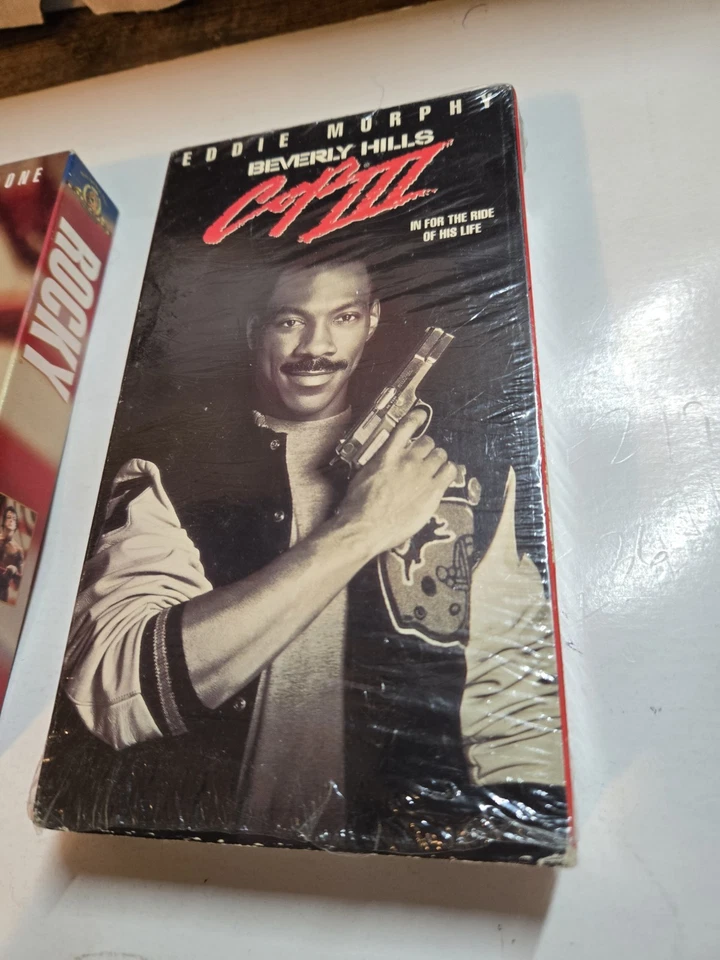 EDDIE MURPHY
BEVERLY HILLS
COP III
IN FOR THE RIDE
OF HIS LIFE
ONE
ROCKY